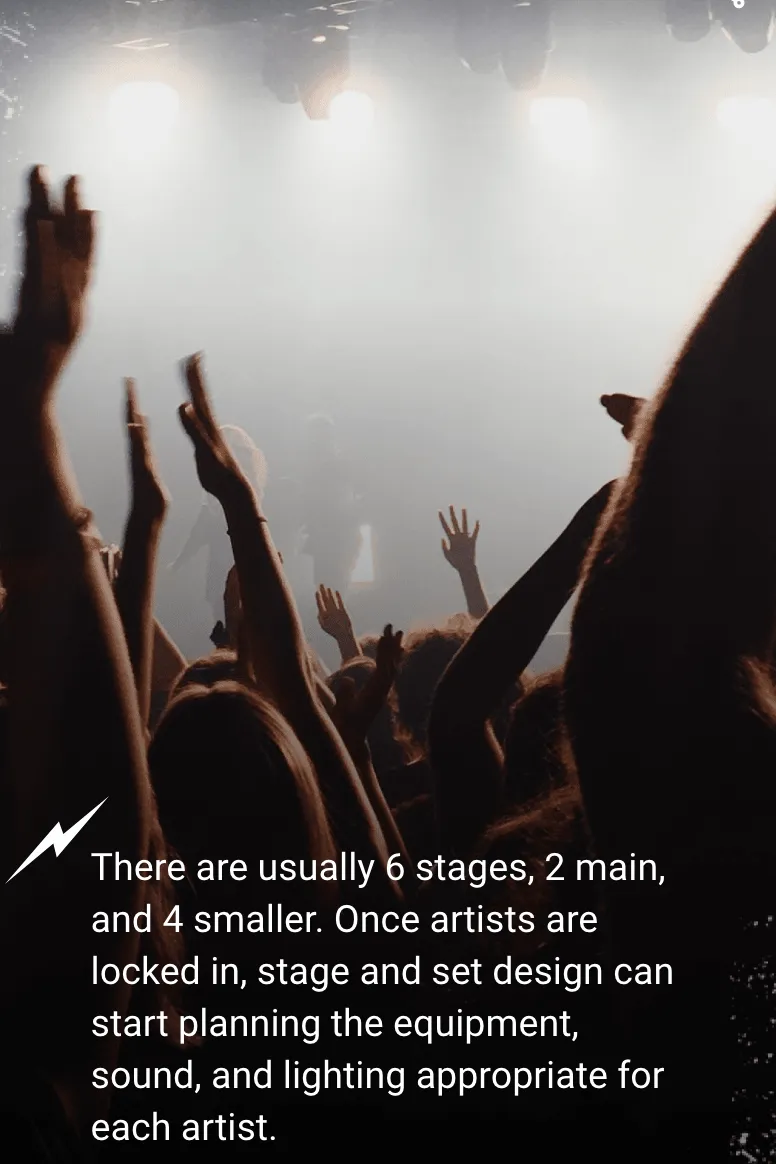 There are usually 6 stages, 2 main,
and 4 smaller. Once artists are
locked in, stage and set design can
start planning the equipment,
sound, and lighting appropriate for
each artist.